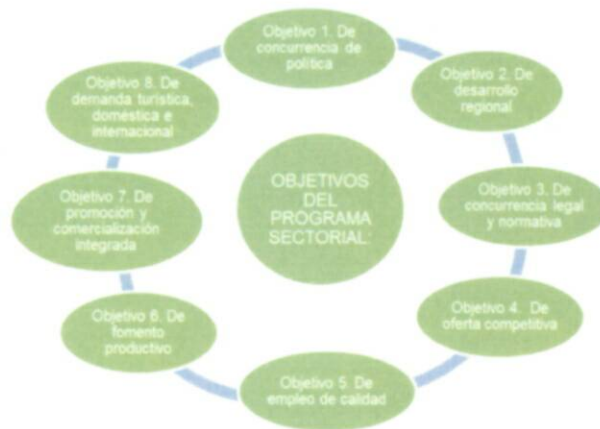 Objetivo 1. De
concurrencia de
política
Objetivo 2. De
desarrollo
regional
Objetivo 3. De
concurrencia legal
y normativa
Objetivo 4. De
oferta competitiva
Objetivo 5. De
empleo de calidad
Objetivo 6. De
fomento
productivo
Objetivo 7. De
promoción y
comercialización
integrada
Objetivo 8. De
demanda turística,
doméstica e
internacional
OBJETIVOS
DEL
PROGRAMA
SECTORIAL: